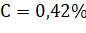 C = 0,42%